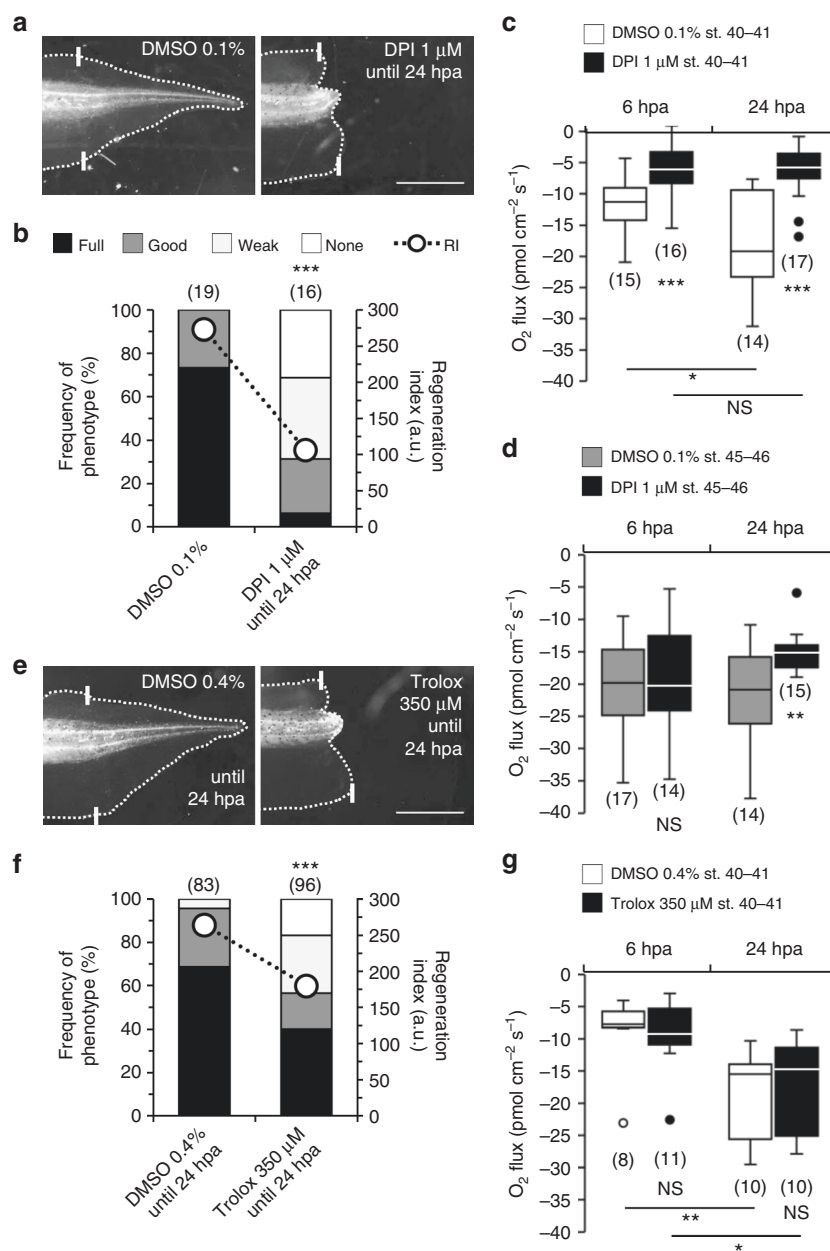 a
DMSO 0.1%
DPI 1 μM
until 24 hpa
b
Full
Good
Weak
None
RI
***
(19)
(16)
100
80
60
40
20
0
Frequency of
phenotype (%)
300
250
200
150
100
50
0
Regeneration
index (a.u.)
DMSO 0.1%
DPI 1 μM
until 24 hpa
c
DMSO 0.1% st. 40–41
DPI 1 μM st. 40–41
6 hpa
24 hpa
0
–5
–10
–15
–20
–25
–30
–35
–40
O2 flux (pmol cm–2 s–1)
(15)
(16)
***
(14)
(17)
***
*
NS
d
DMSO 0.1% st. 45–46
DPI 1 μM st. 45–46
6 hpa
24 hpa
0
–5
–10
–15
–20
–25
–30
–35
–40
O2 flux (pmol cm–2 s–1)
(17)
(14)
NS
(14)
(15)
**
e
DMSO 0.4%
until
24 hpa
Trolox
350 μM
until
24 hpa
f
***
(83)
(96)
100
80
60
40
20
0
Frequency of
phenotype (%)
300
250
200
150
100
50
0
Regeneration
index (a.u.)
DMSO 0.4%
until 24 hpa
Trolox 350 μM
until 24 hpa
g
DMSO 0.4% st. 40–41
Trolox 350 μM st. 40–41
6 hpa
24 hpa
0
–5
–10
–15
–20
–25
–30
–35
–40
O2 flux (pmol cm–2 s–1)
(8)
(11)
NS
(10)
(10)
NS
**
*